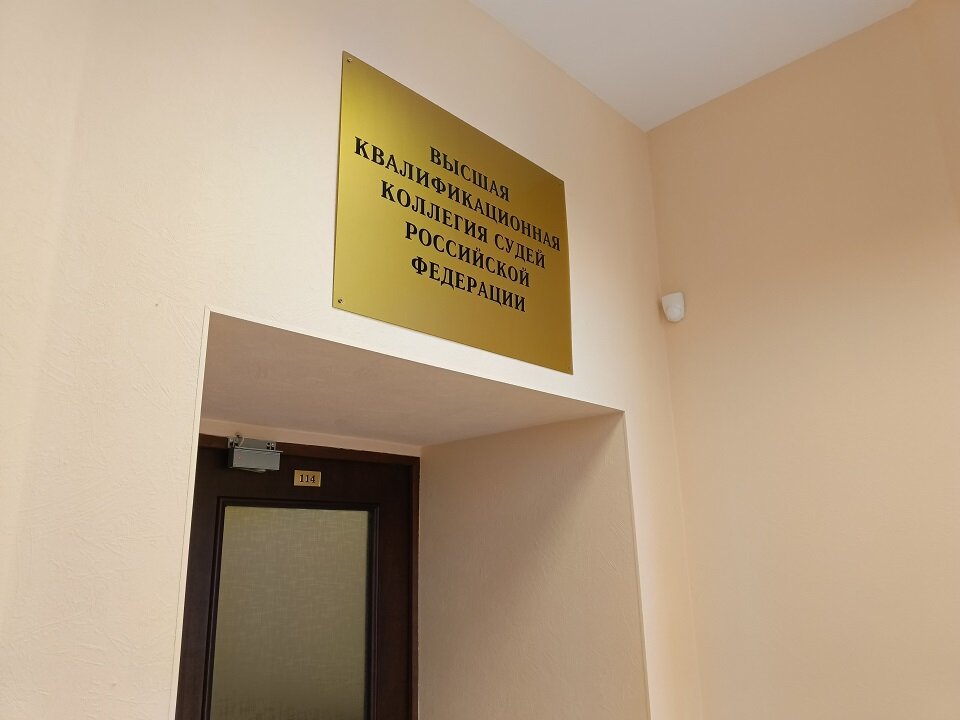 ВЫСШАЯ
КВАЛИФИКАЦИОННАЯ
КОЛЛЕГИЯ СУДЕЙ
РОССИЙСКОЙ
ФЕДЕРАЦИИ
114